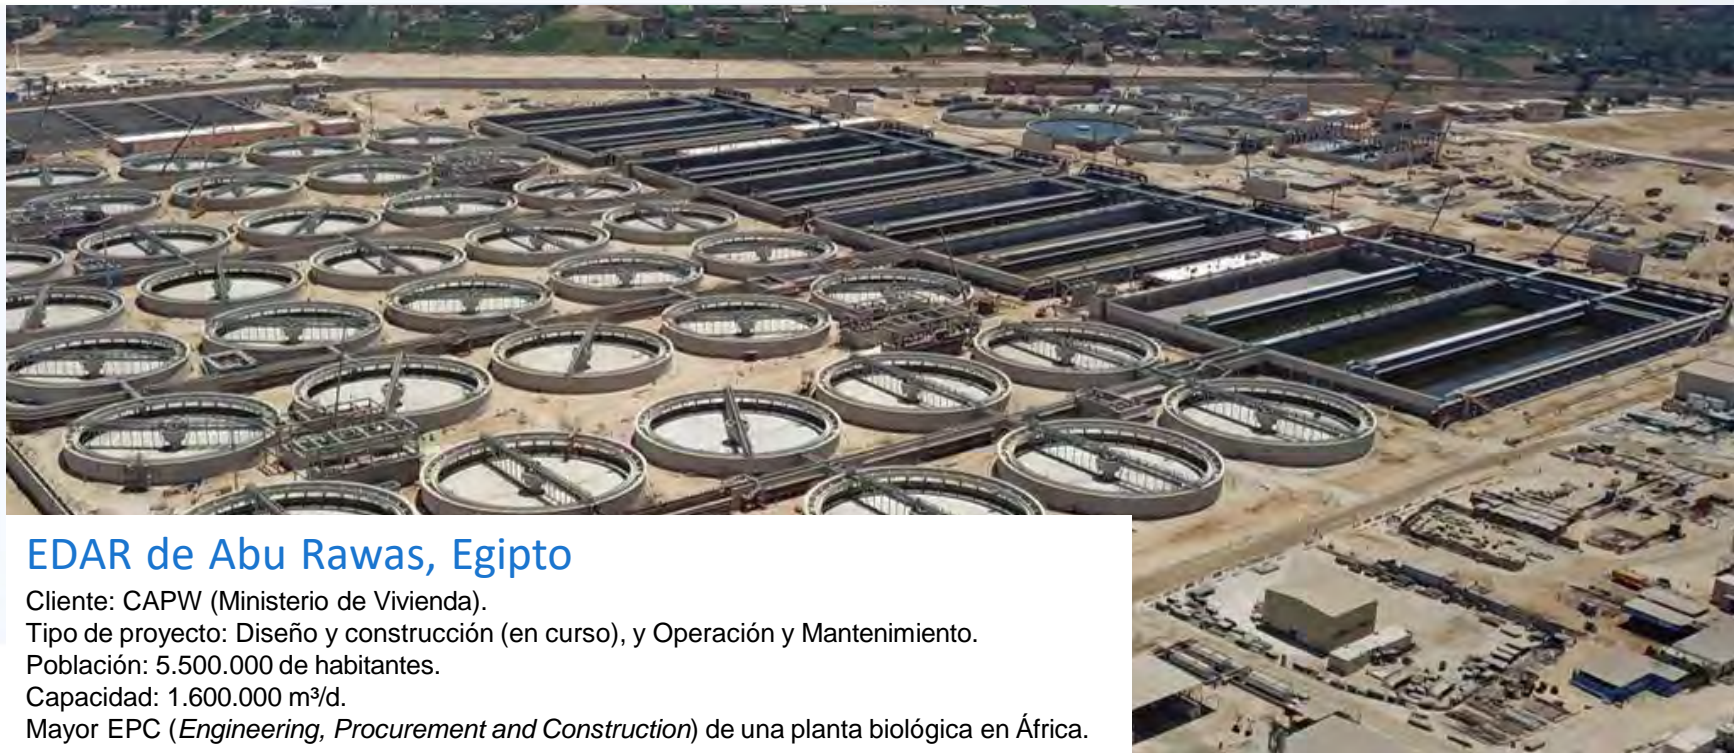 EDAR de Abu Rawas, Egipto
Cliente: CAPW (Ministerio de Vivienda).
Tipo de proyecto: Diseño y construcción (en curso), y Operación y Mantenimiento.
Población: 5.500.000 de habitantes.
Capacidad: 1.600.000 m³/d.
Mayor EPC (Engineering, Procurement and Construction) de una planta biológica en África.